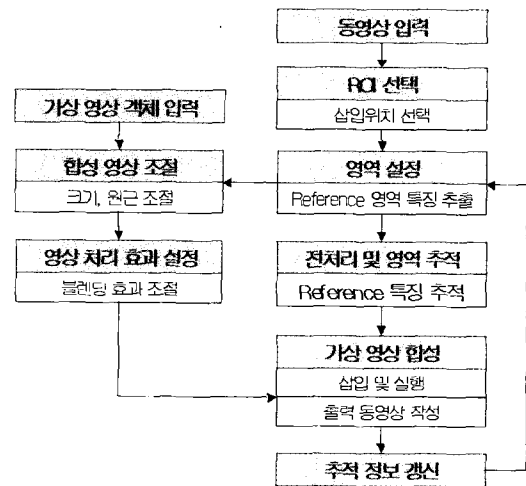 동영상 입력
ROI 선택
삽입위치 선택
가상 영상 객체 입력
합성 영상 조절
크기, 원근 조절
영역 설정
Reference 영역 특징 추출
영상 처리 효과 설정
블렌딩 효과 조절
전처리 및 영역 추적
Reference 특징 추적
가상 영상 합성
삽입 및 실행
출력 동영상 작성
추적 정보 갱신